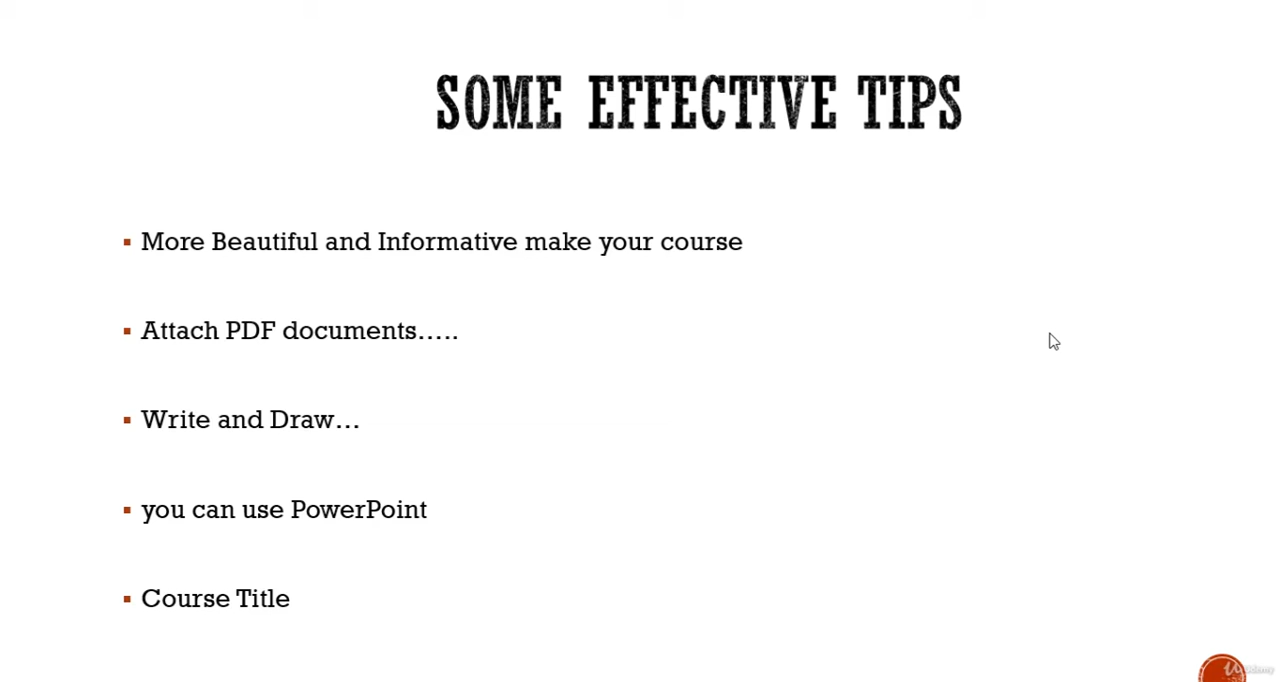 SOME EFFECTIVE TIPS
More Beautiful and Informative make your course
Attach PDF documents…..
Write and Draw…
you can use PowerPoint
Course Title
Udemy